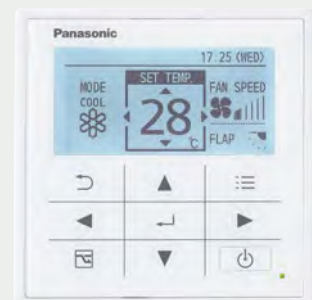 Panasonic
17:25 (WED)
MODE
COOL
SET TEMP.
28
°C
FAN SPEED
FLAP